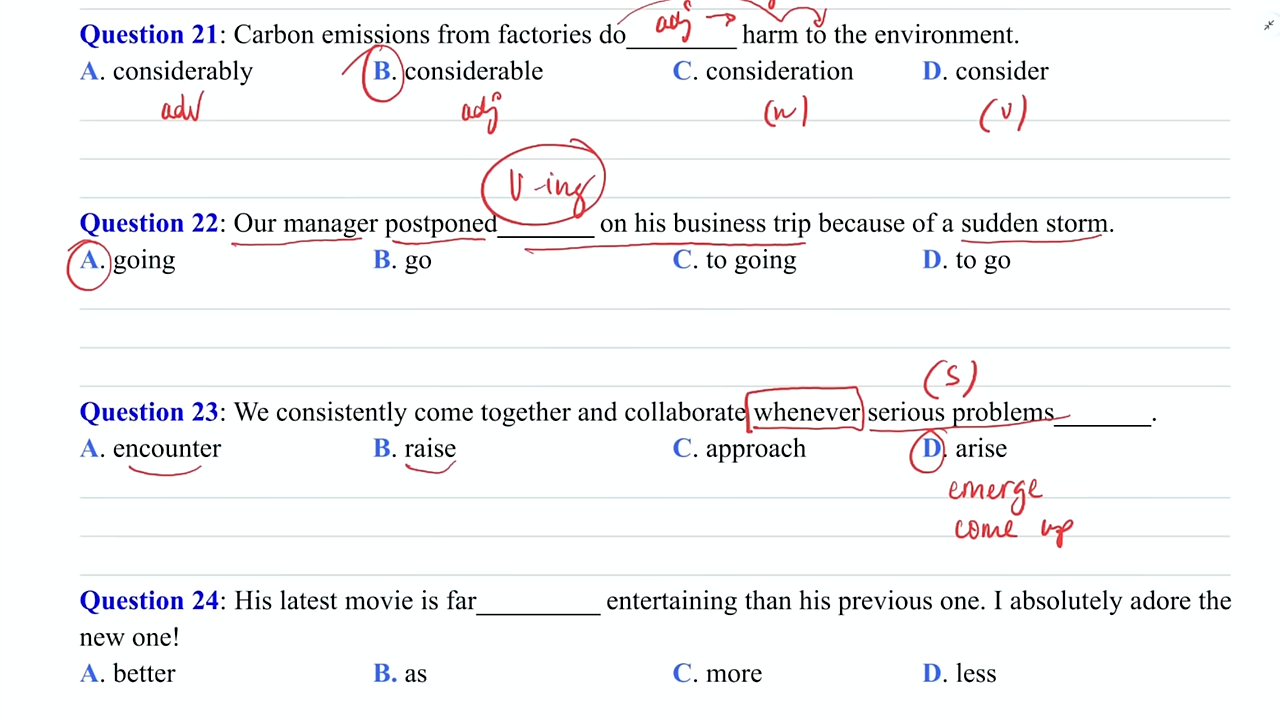 adj →
Question 21: Carbon emissions from factories do_________ harm to the environment.
A. considerably B. considerable C. consideration D. consider
adv adj (n) (v)
V-ing
Question 22: Our manager postponed________ on his business trip because of a sudden storm.
A. going B. go C. to going D. to go
(S)
Question 23: We consistently come together and collaborate whenever serious problems________.
A. encounter B. raise C. approach D. arise
emerge
come up
Question 24: His latest movie is far_________ entertaining than his previous one. I absolutely adore the
new one!
A. better B. as C. more D. less